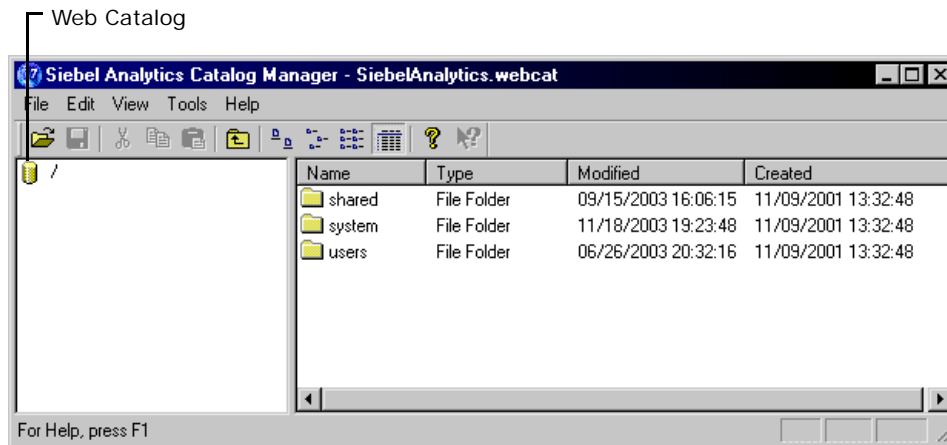 Web Catalog
Siebel Analytics Catalog Manager - SiebelAnalytics.webcat
File Edit View Tools Help
/
Name Type Modified Created
shared File Folder 09/15/2003 16:06:15 11/09/2001 13:32:48
system File Folder 11/18/2003 19:23:48 11/09/2001 13:32:48
users File Folder 06/26/2003 20:32:16 11/09/2001 13:32:48
For Help, press F1